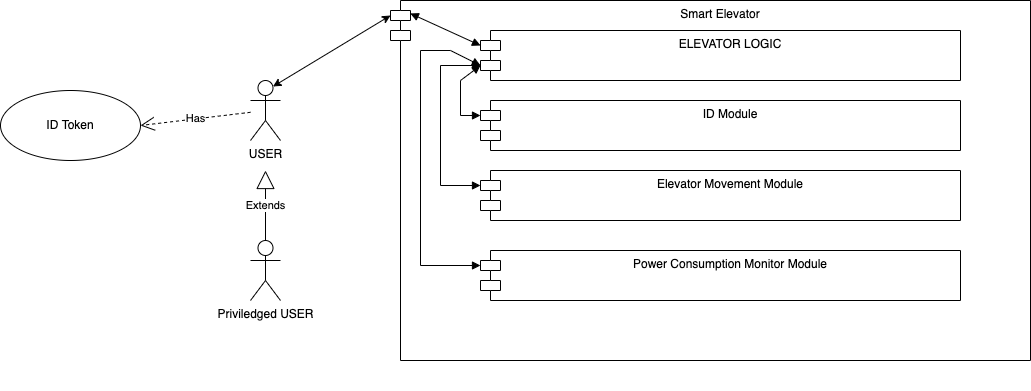 Smart Elevator
ELEVATOR LOGIC
ID Module
Elevator Movement Module
Power Consumption Monitor Module
ID Token
Has
USER
Extends
Priviledged USER